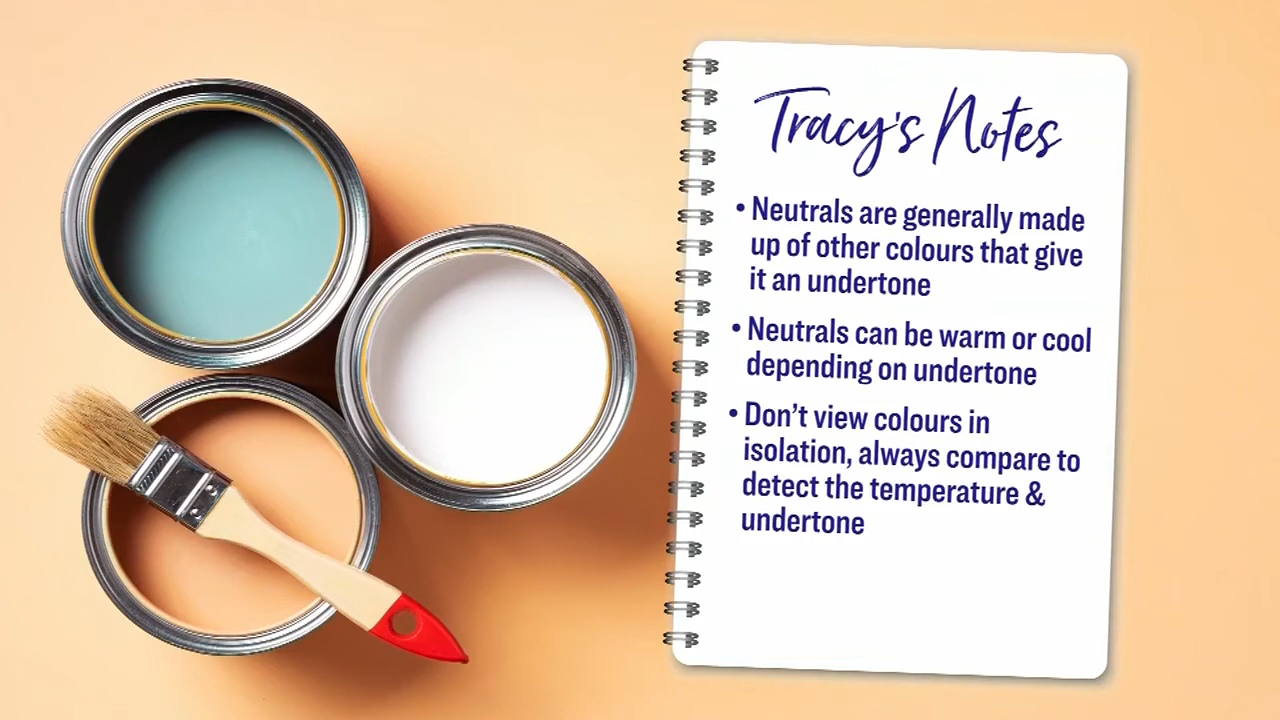 Tracy's Notes
• Neutrals are generally made
up of other colours that give
it an undertone
• Neutrals can be warm or cool
depending on undertone
• Don’t view colours in
isolation, always compare to
detect the temperature &
undertone